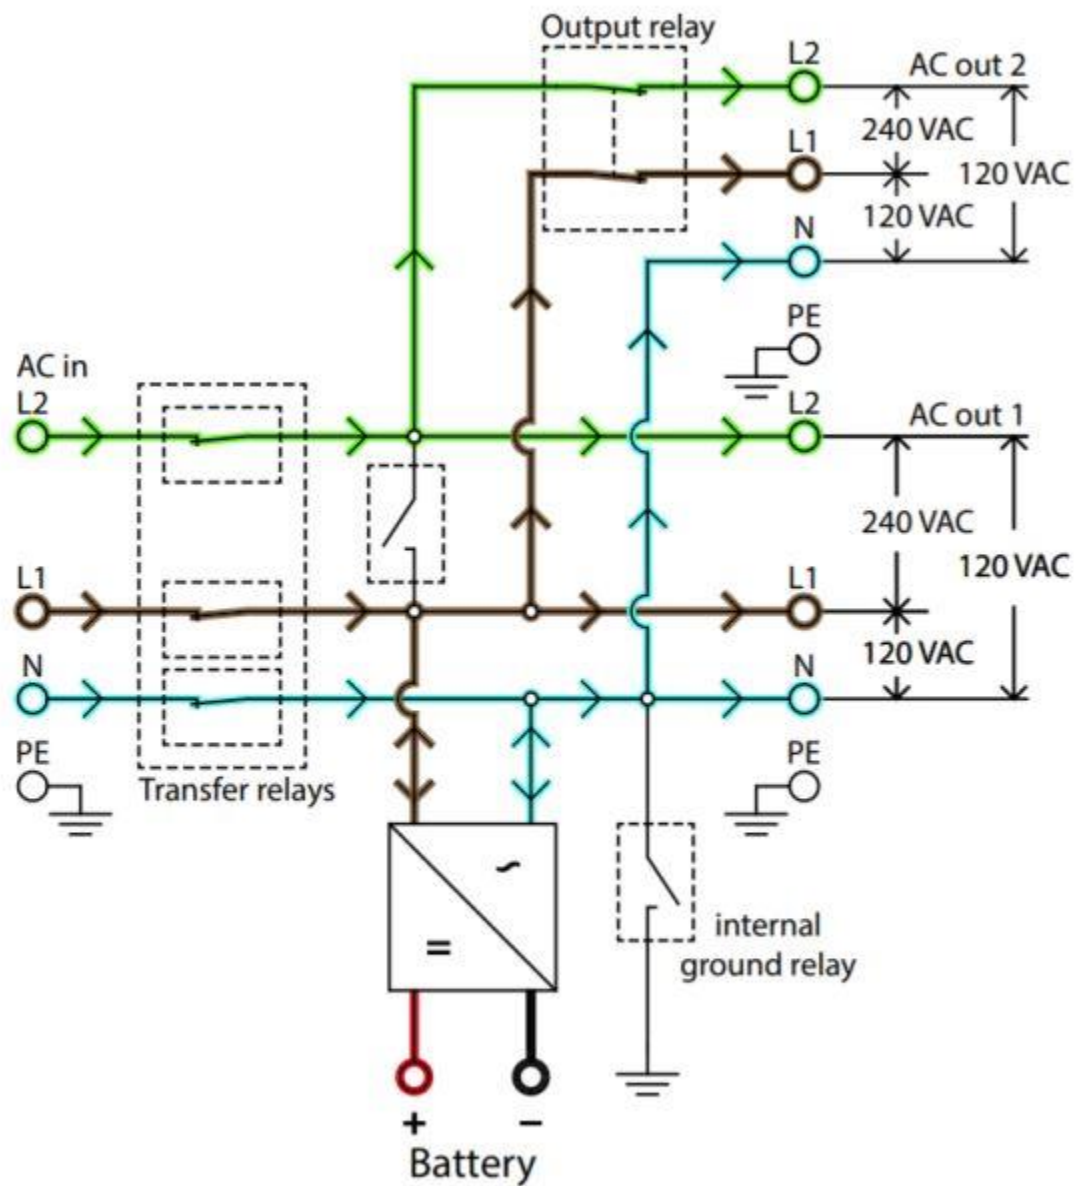 Output relay
L2
AC out 2
240 VAC
L1
120 VAC
120 VAC
N
PE
AC in
L2
L2
AC out 1
240 VAC
120 VAC
L1
L1
120 VAC
N
N
PE
PE
Transfer relays
=
∽
internal
ground relay
+
−
Battery